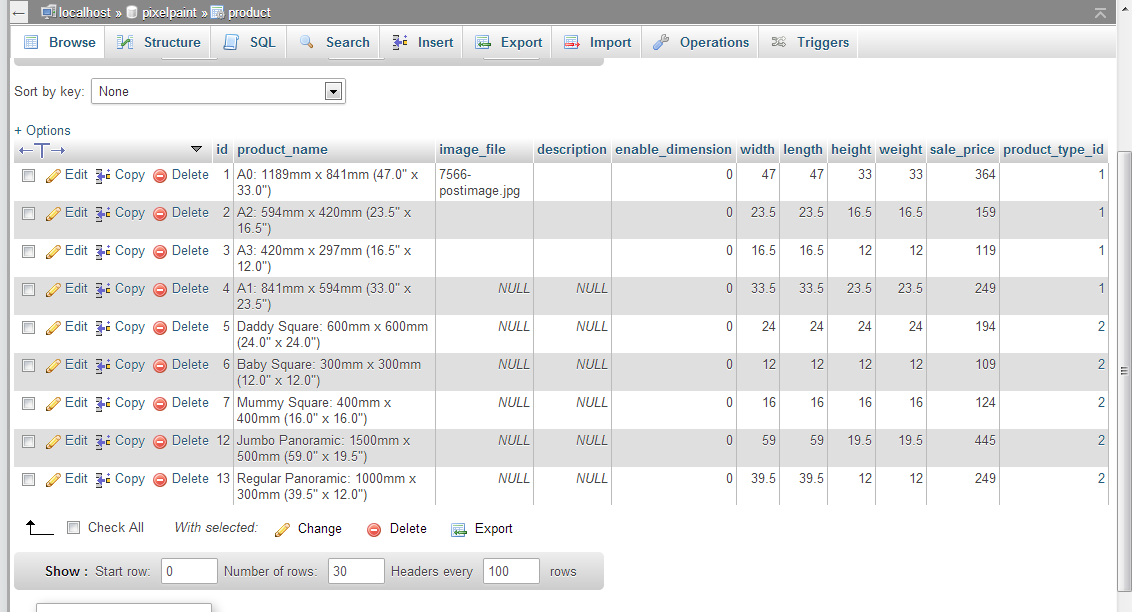 localhost » pixelpaint » product
Browse Structure SQL Search Insert Export Import Operations Triggers
Sort by key: None
+ Options
←T→ id product_name image_file description enable_dimension width length height weight sale_price product_type_id
Edit Copy Delete 1 A0: 1189mm x 841mm (47.0" x 7566- 0 47 47 33 33 364 1
33.0") postimage.jpg
Edit Copy Delete 2 A2: 594mm x 420mm (23.5" x 0 23.5 23.5 16.5 16.5 159 1
16.5")
Edit Copy Delete 3 A3: 420mm x 297mm (16.5" x 0 16.5 16.5 12 12 119 1
12.0")
Edit Copy Delete 4 A1: 841mm x 594mm (33.0" x NULL NULL 0 33.5 33.5 23.5 23.5 249 1
23.5")
Edit Copy Delete 5 Daddy Square: 600mm x 600mm NULL NULL 0 24 24 24 24 194 2
(24.0" x 24.0")
Edit Copy Delete 6 Baby Square: 300mm x 300mm NULL NULL 0 12 12 12 12 109 2
(12.0" x 12.0")
Edit Copy Delete 7 Mummy Square: 400mm x NULL NULL 0 16 16 16 16 124 2
400mm (16.0" x 16.0")
Edit Copy Delete 12 Jumbo Panoramic: 1500mm x NULL NULL 0 59 59 19.5 19.5 445 2
500mm (59.0" x 19.5")
Edit Copy Delete 13 Regular Panoramic: 1000mm x NULL NULL 0 39.5 39.5 12 12 249 2
300mm (39.5" x 12.0")
Check All With selected: Change Delete Export
Show : Start row: 0 Number of rows: 30 Headers every 100 rows